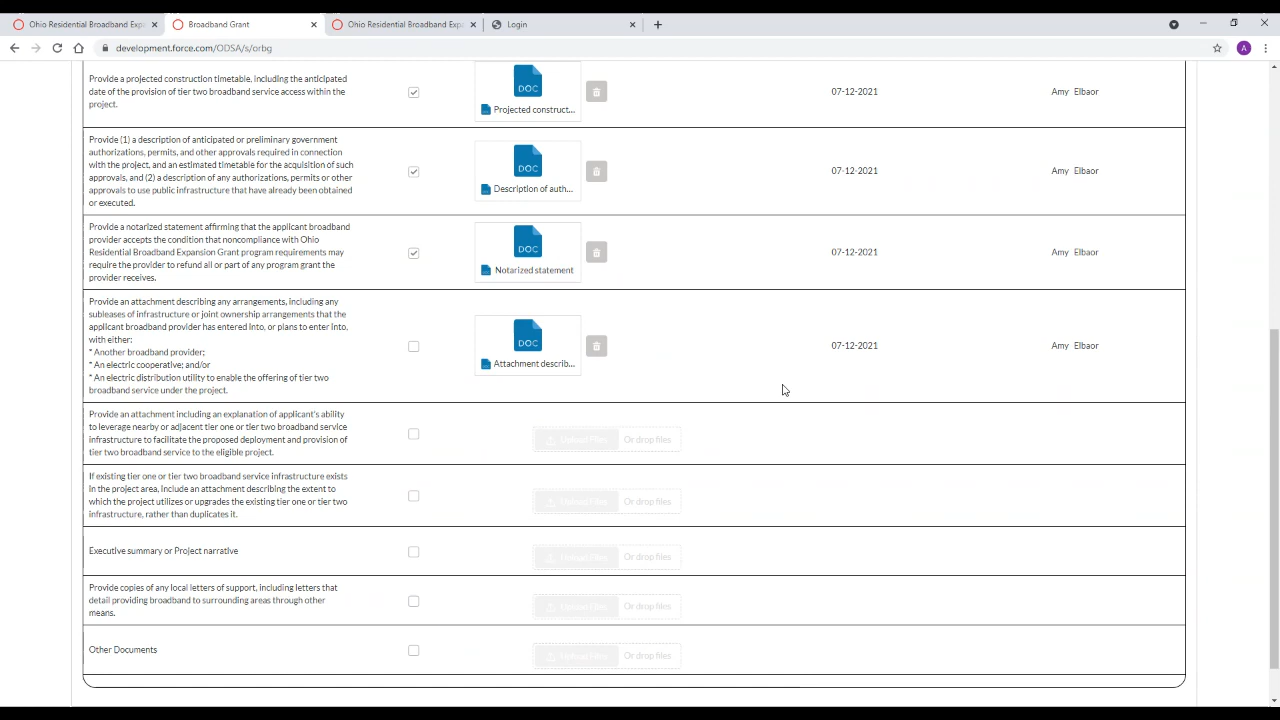 Ohio Residential Broadband Exp
Broadband Grant
Ohio Residential Broadband Exp
Login
development.force.com/ODSA/s/orbg
A
Provide a projected construction timetable, including the anticipated
date of the provision of tier two broadband service access within the
project.
DOC
Projected construct...
07-12-2021
Amy Elbaor
Provide (1) a description of anticipated or preliminary government
authorizations, permits, and other approvals required in connection
with the project, and an estimated timetable for the acquisition of such
approvals, and (2) a description of any authorizations, permits or other
approvals to use public infrastructure that have already been obtained
or executed.
DOC
Description of auth...
07-12-2021
Amy Elbaor
Provide a notarized statement affirming that the applicant broadband
provider accepts the condition that noncompliance with Ohio
Residential Broadband Expansion Grant program requirements may
require the provider to refund all or part of any program grant the
provider receives.
DOC
Notarized statement
07-12-2021
Amy Elbaor
Provide an attachment describing any arrangements, including any
subleases of infrastructure or joint ownership arrangements that the
applicant broadband provider has entered into, or plans to enter into,
with either:
* Another broadband provider;
* An electric cooperative; and/or
* An electric distribution utility to enable the offering of tier two
broadband service under the project.
DOC
Attachment describ...
07-12-2021
Amy Elbaor
Provide an attachment including an explanation of applicant's ability
to leverage nearby or adjacent tier one or tier two broadband service
infrastructure to facilitate the proposed deployment and provision of
tier two broadband service to the eligible project.
Upload Files Or drop files
If existing tier one or tier two broadband service infrastructure exists
in the project area, include an attachment describing the extent to
which the project utilizes or upgrades the existing tier one or tier two
infrastructure, rather than duplicates it.
Upload Files Or drop files
Executive summary or Project narrative
Upload Files Or drop files
Provide copies of any local letters of support, including letters that
detail providing broadband to surrounding areas through other
means.
Upload Files Or drop files
Other Documents
Upload Files Or drop files